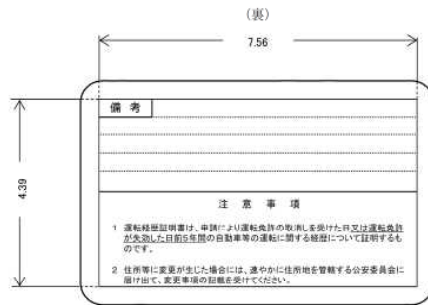 (裏)
7.56
4.39
備考
注意事項
1 運転経歴証明書は、申請により運転免許の取消しを受けた日又は運転免許
が失効した日前5年間の自動車等の運転に関する経歴について証明するも
のです。
2 住所等に変更が生じた場合には、速やかに住所地を管轄する公安委員会に
届け出て、変更事項の記載を受けてください。